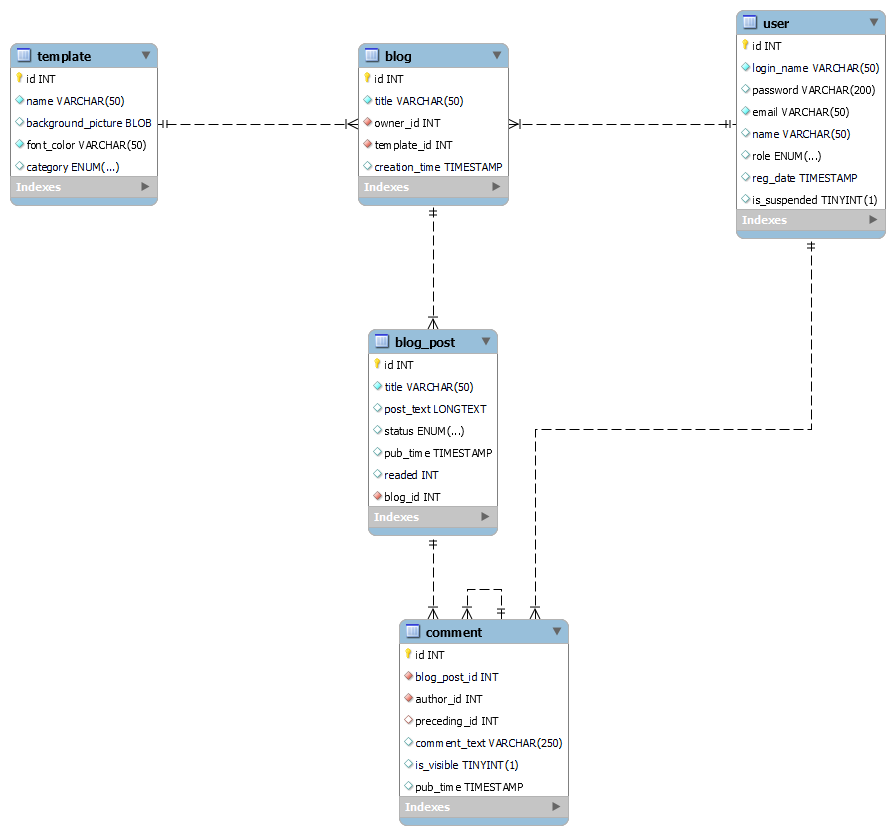 template
id INT
name VARCHAR(50)
background_picture BLOB
font_color VARCHAR(50)
category ENUM(...)
Indexes
blog
id INT
title VARCHAR(50)
owner_id INT
template_id INT
creation_time TIMESTAMP
Indexes
user
id INT
login_name VARCHAR(50)
password VARCHAR(200)
email VARCHAR(50)
name VARCHAR(50)
role ENUM(...)
reg_date TIMESTAMP
is_suspended TINYINT(1)
Indexes
blog_post
id INT
title VARCHAR(50)
post_text LONGTEXT
status ENUM(...)
pub_time TIMESTAMP
readed INT
blog_id INT
Indexes
comment
id INT
blog_post_id INT
author_id INT
preceding_id INT
comment_text VARCHAR(250)
is_visible TINYINT(1)
pub_time TIMESTAMP
Indexes